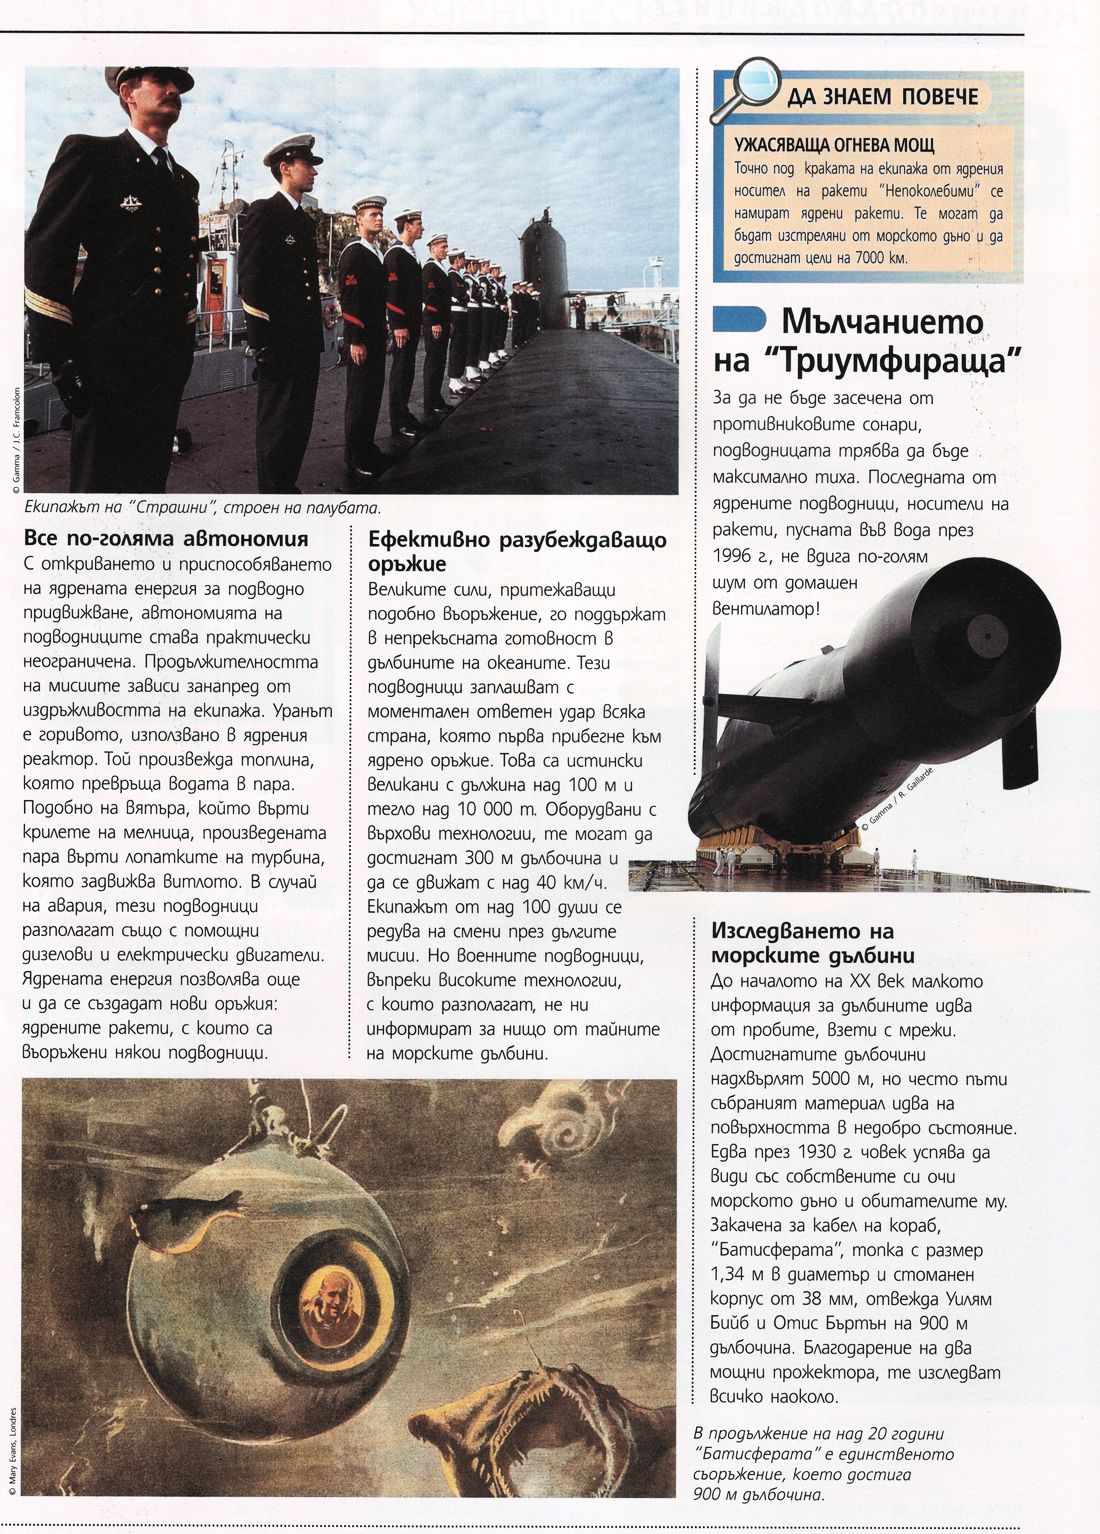 © Gamma / J.C. Framcolom
Екипажът на “Страшни”, строен на палубата.
Все по-голяма автономия
С откриването и приспособяването
на ядрената енергия за подводно
придвижване, автономията на
подводниците става практически
неограничена. Продължителността
на мисиите зависи занапред от
издръжливостта на екипажа. Уранът
е горивото, използвано в ядрения
реактор. Той произвежда топлина,
която превръща водата в пара.
Подобно на вятъра, който върти
крилете на мелница, произведената
пара върти лопатките на турбина,
която задвижва витлото. В случай
на авария, тези подводници
разполагат също с помощни
дизелови и електрически двигатели.
Ядрената енергия позволява още
и да се създадат нови оръжия:
ядрените ракети, с които са
въоръжени някои подводници.
Ефективно разубеждаващо
оръжие
Великите сили, притежаващи
подобно въоръжение, го поддържат
в непрекъсната готовност в
дълбините на океаните. Тези
подводници заплашват с
моментален ответен удар всяка
страна, която първа прибегне към
ядрено оръжие. Това са истински
великани с дължина над 100 м и
тегло над 10 000 т. Оборудвани с
върхови технологии, те могат да
достигнат 300 м дълбочина и
да се движат с над 40 км/ч.
Екипажът от над 100 души се
редува на смени през дългите
мисии. Но военните подводници,
въпреки високите технологии,
с които разполагат, не ни
информират за нищо от тайните
на морските дълбини.
ДА ЗНАЕМ ПОВЕЧЕ
УЖАСЯВАЩА ОГНЕВА МОЩ
Точно под краката на екипажа от ядрения
носител на ракети “Непоколебими” се
намират ядрени ракети. Те могат да
бъдат изстреляни от морското дъно и да
достигнат цели на 7000 км.
Мълчанието
на “Триумфираща”
За да не бъде засечена от
противниковите сонари,
подводницата трябва да бъде
максимално тиха. Последната от
ядрените подводници, носители на
ракети, пусната във вода през
1996 г., не вдига по-голям
шум от домашен
вентилатор!
© Gamma / R. Gaillarde
Изследването на
морските дълбини
До началото на XX век малкото
информация за дълбините идва
от пробите, взети с мрежи.
Достигнатите дълбочини
надхвърлят 5000 м, но често пъти
събраният материал идва на
повърхността в недобро състояние.
Едва през 1930 г. човек успява да
види със собствените си очи
морското дъно и обитателите му.
Закачена за кабел на кораб,
“Батисферата”, топка с размер
1,34 м в диаметър и стоманен
корпус от 38 мм, отвежда Уилям
Бийб и Отис Бъртън на 900 м
дълбочина. Благодарение на два
мощни прожектора, те изследват
всичко наоколо.
© Mary Evans, Londres
В продължение на над 20 години
“Батисферата” е единственото
съоръжение, което достига
900 м дълбочина.